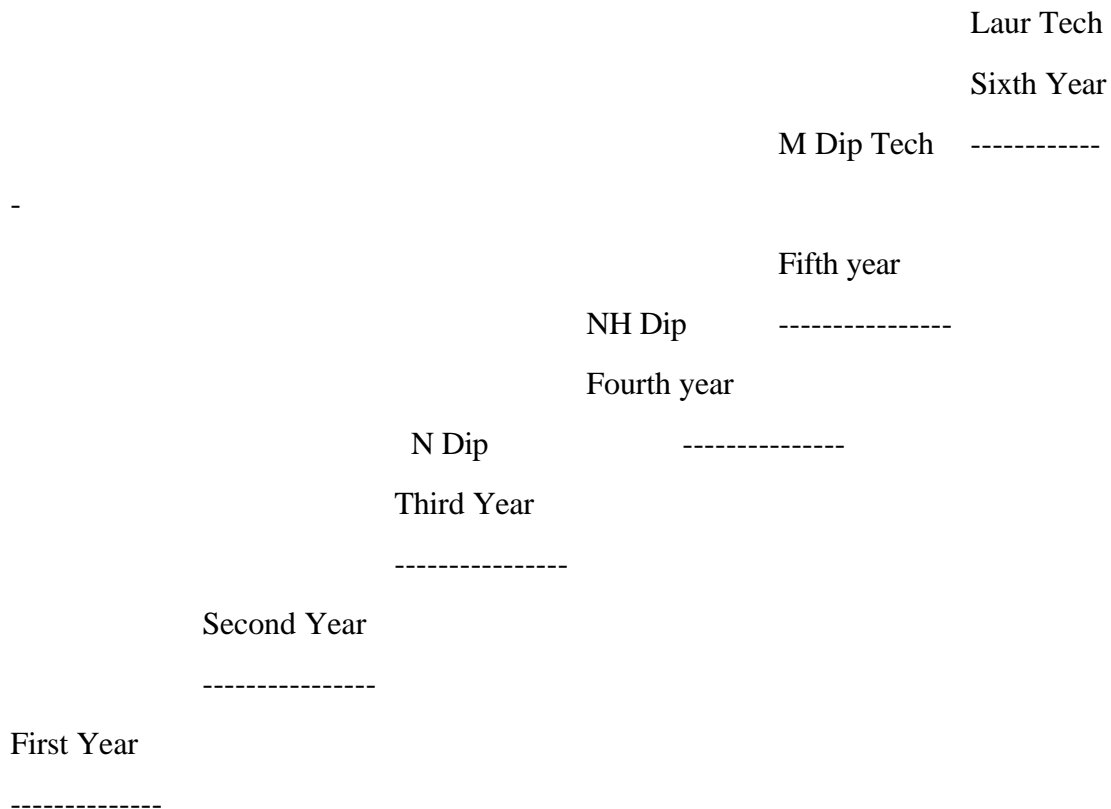 Laur Tech
Sixth Year
M Dip Tech ------------
-
Fifth year
NH Dip ----------------
Fourth year
N Dip ---------------
Third Year
----------------
Second Year
----------------
First Year
--------------